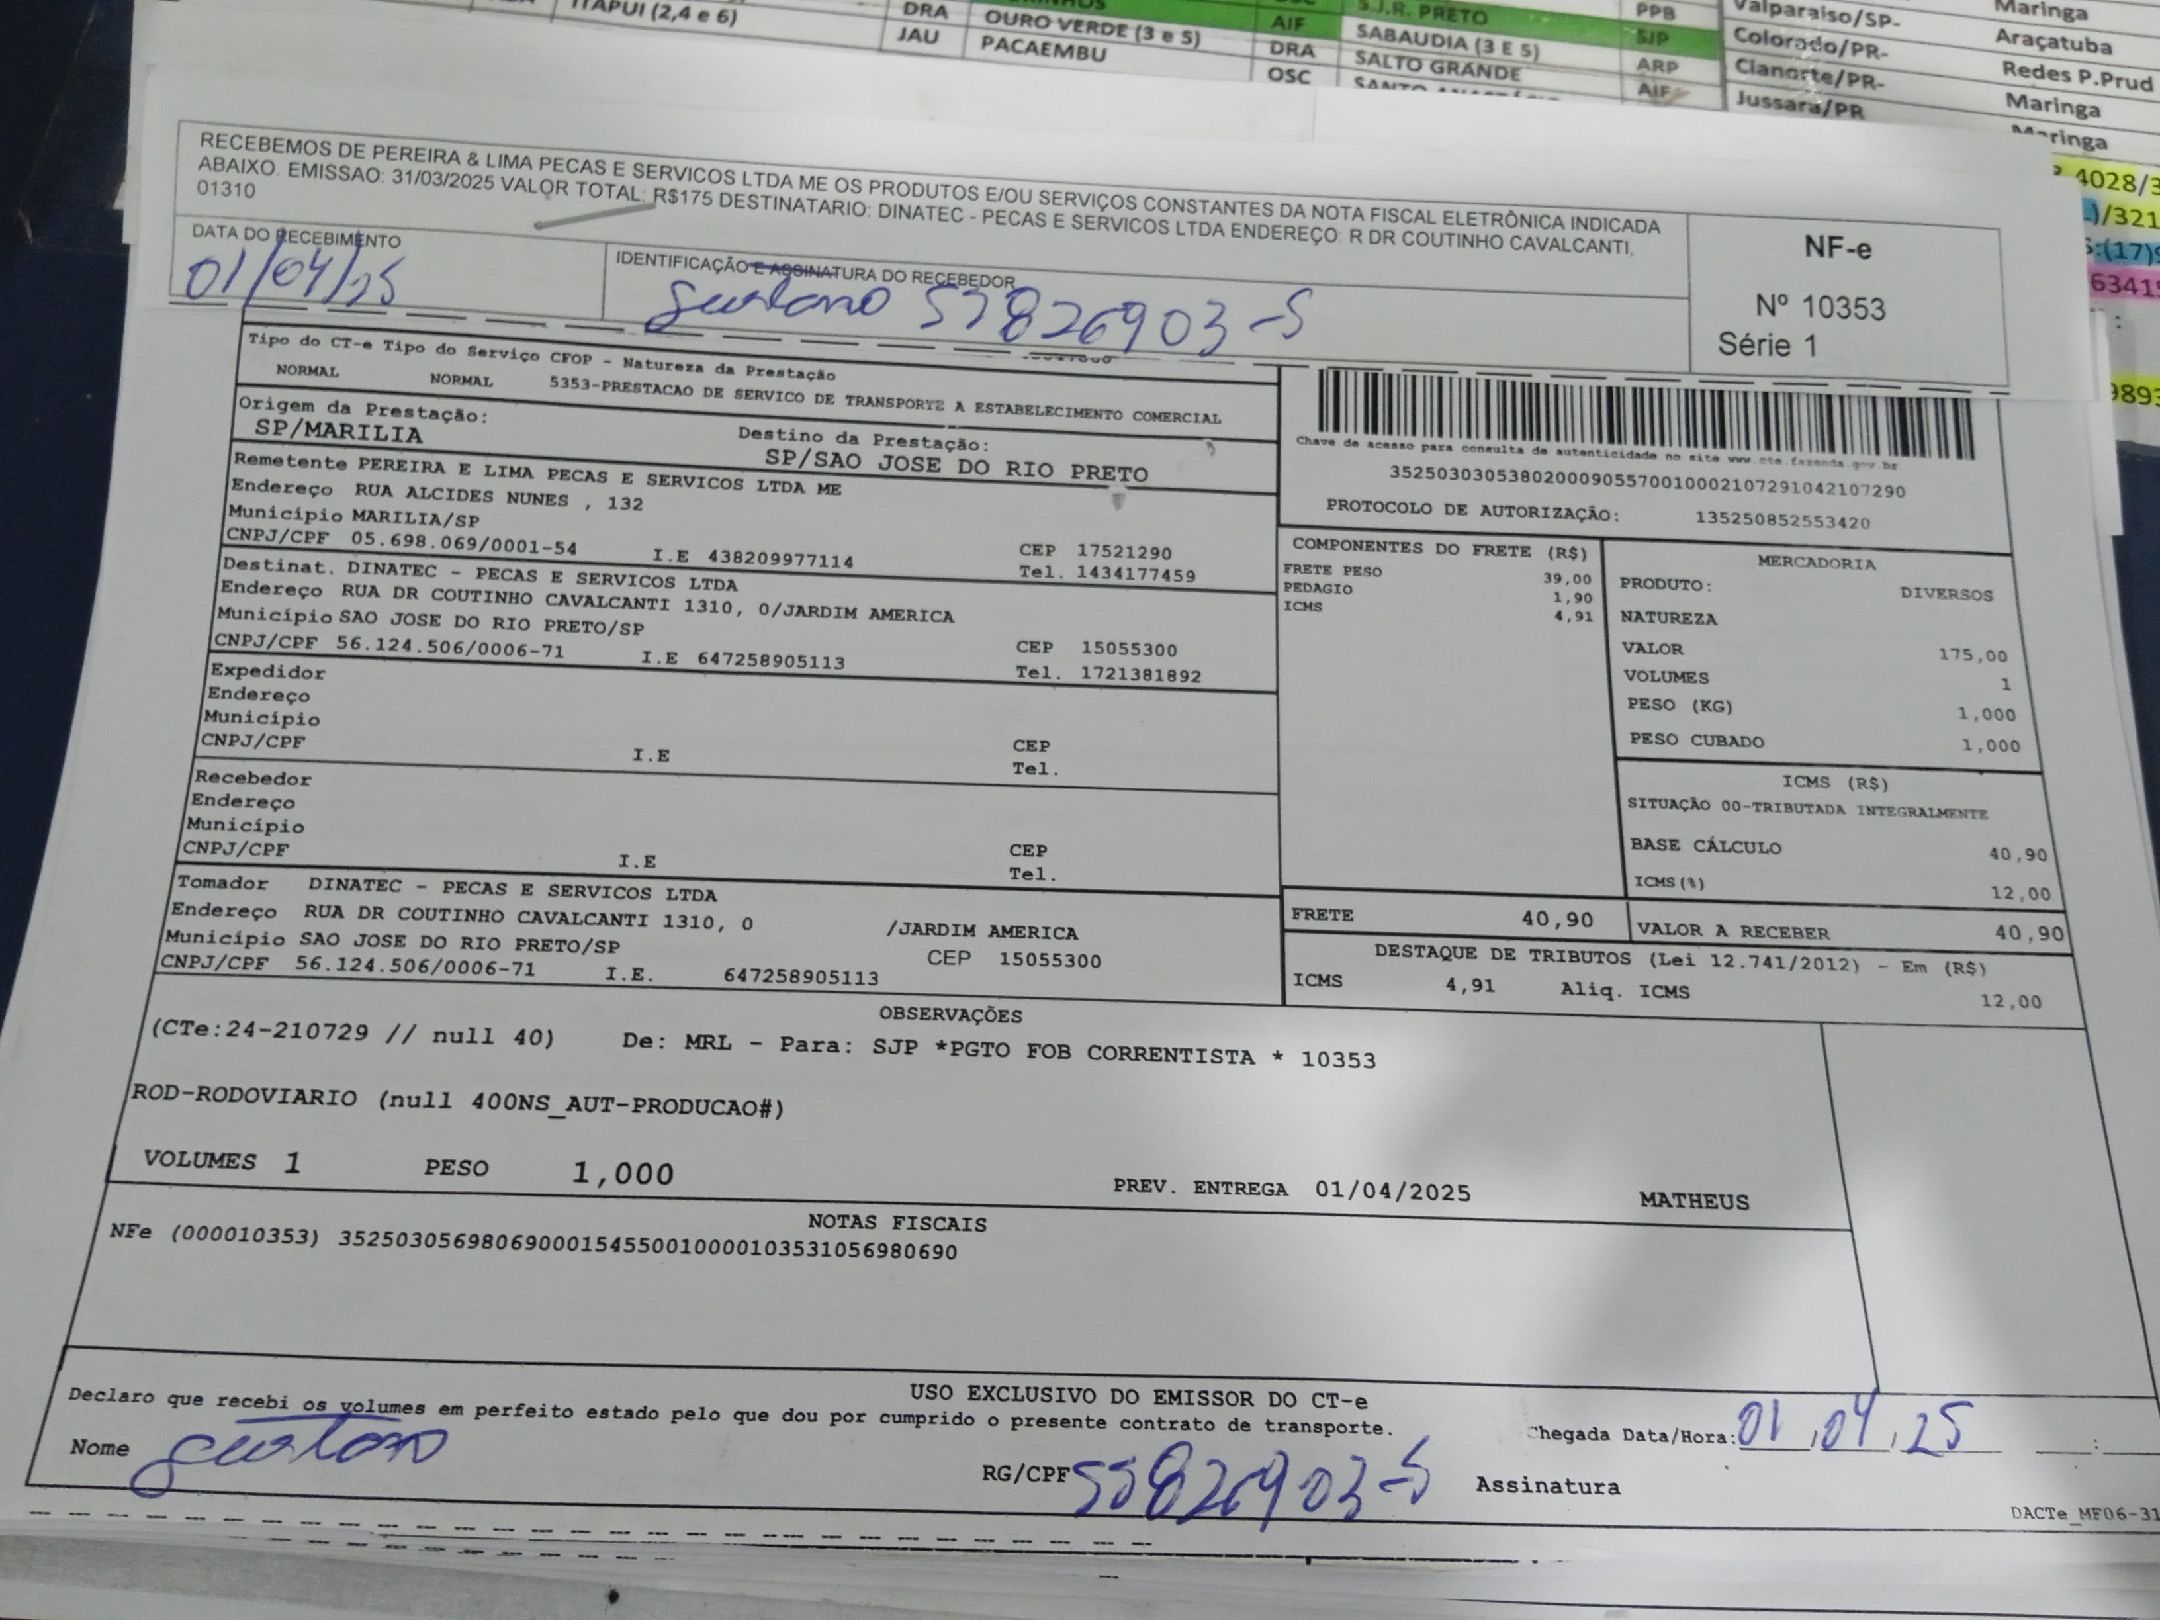 ITAPUI (2,4 e 6)
DRA
OURO VERDE (3 e 5)
AIF
S.J.R. PRETO
PPB
Valparaiso/SP-
Maringa
JAU
PACAEMBU
DRA
SABAUDIA (3 E 5)
SJP
Colorado/PR-
Araçatuba
OSC
SALTO GRANDE
ARP
Cianorte/PR-
Redes P.Prud
AIF
Jussara/PR
Maringa
RECEBEMOS DE PEREIRA & LIMA PECAS E SERVICOS LTDA ME OS PRODUTOS E/OU SERVIÇOS CONSTANTES DA NOTA FISCAL ELETRÔNICA INDICADA
ABAIXO. EMISSAO: 31/03/2025 VALOR TOTAL: R$175 DESTINATARIO: DINATEC - PECAS E SERVICOS LTDA ENDEREÇO: R DR COUTINHO CAVALCANTI,
01310
NF-e
Nº 10353
Série 1
DATA DO RECEBIMENTO
01/04/25
IDENTIFICAÇÃO E ASSINATURA DO RECEBEDOR
Gustavo 55826903-5
Tipo do CT-e Tipo do Serviço CFOP - Natureza da Prestação
NORMAL NORMAL 5353-PRESTACAO DE SERVICO DE TRANSPORTE A ESTABELECIMENTO COMERCIAL
Origem da Prestação: Destino da Prestação:
SP/MARILIA SP/SAO JOSE DO RIO PRETO
Remetente PEREIRA E LIMA PECAS E SERVICOS LTDA ME
Endereço RUA ALCIDES NUNES , 132
Município MARILIA/SP CEP 17521290
CNPJ/CPF 05.698.069/0001-54 I.E 438209977114 Tel. 1434177459
Destinat. DINATEC - PECAS E SERVICOS LTDA
Endereço RUA DR COUTINHO CAVALCANTI 1310, 0/JARDIM AMERICA
Município SAO JOSE DO RIO PRETO/SP CEP 15055300
CNPJ/CPF 56.124.506/0006-71 I.E 647258905113 Tel. 1721381892
Expedidor
Endereço
Município CEP
CNPJ/CPF I.E Tel.
Recebedor
Endereço
Município CEP
CNPJ/CPF I.E Tel.
Tomador DINATEC - PECAS E SERVICOS LTDA
Endereço RUA DR COUTINHO CAVALCANTI 1310, 0 /JARDIM AMERICA
Município SAO JOSE DO RIO PRETO/SP CEP 15055300
CNPJ/CPF 56.124.506/0006-71 I.E. 647258905113
Chave de acesso para consulta de autenticidade no site www.cte.fazenda.gov.br
35250303053802000905570010002107291042107290
PROTOCOLO DE AUTORIZAÇÃO: 135250852553420
COMPONENTES DO FRETE (R$)
FRETE PESO 39,00
PEDAGIO 1,90
ICMS 4,91
MERCADORIA
PRODUTO: DIVERSOS
NATUREZA
VALOR 175,00
VOLUMES 1
PESO (KG) 1,000
PESO CUBADO 1,000
ICMS (R$)
SITUAÇÃO 00-TRIBUTADA INTEGRALMENTE
BASE CÁLCULO 40,90
ICMS(%) 12,00
FRETE 40,90 VALOR A RECEBER 40,90
DESTAQUE DE TRIBUTOS (Lei 12.741/2012) - Em (R$)
ICMS 4,91 Aliq. ICMS 12,00
OBSERVAÇÕES
(CTe:24-210729 // null 40) De: MRL - Para: SJP *PGTO FOB CORRENTISTA * 10353
ROD-RODOVIARIO (null 400NS_AUT-PRODUCAO#)
VOLUMES 1 PESO 1,000 PREV. ENTREGA 01/04/2025 MATHEUS
NOTAS FISCAIS
NFe (000010353) 35250305698069000154550010000103531056980690
USO EXCLUSIVO DO EMISSOR DO CT-e
Declaro que recebi os volumes em perfeito estado pelo que dou por cumprido o presente contrato de transporte.
Chegada Data/Hora: 01,04,25 :
Nome Gustavo RG/CPF 55826903-5 Assinatura
DACTe_MF06-31